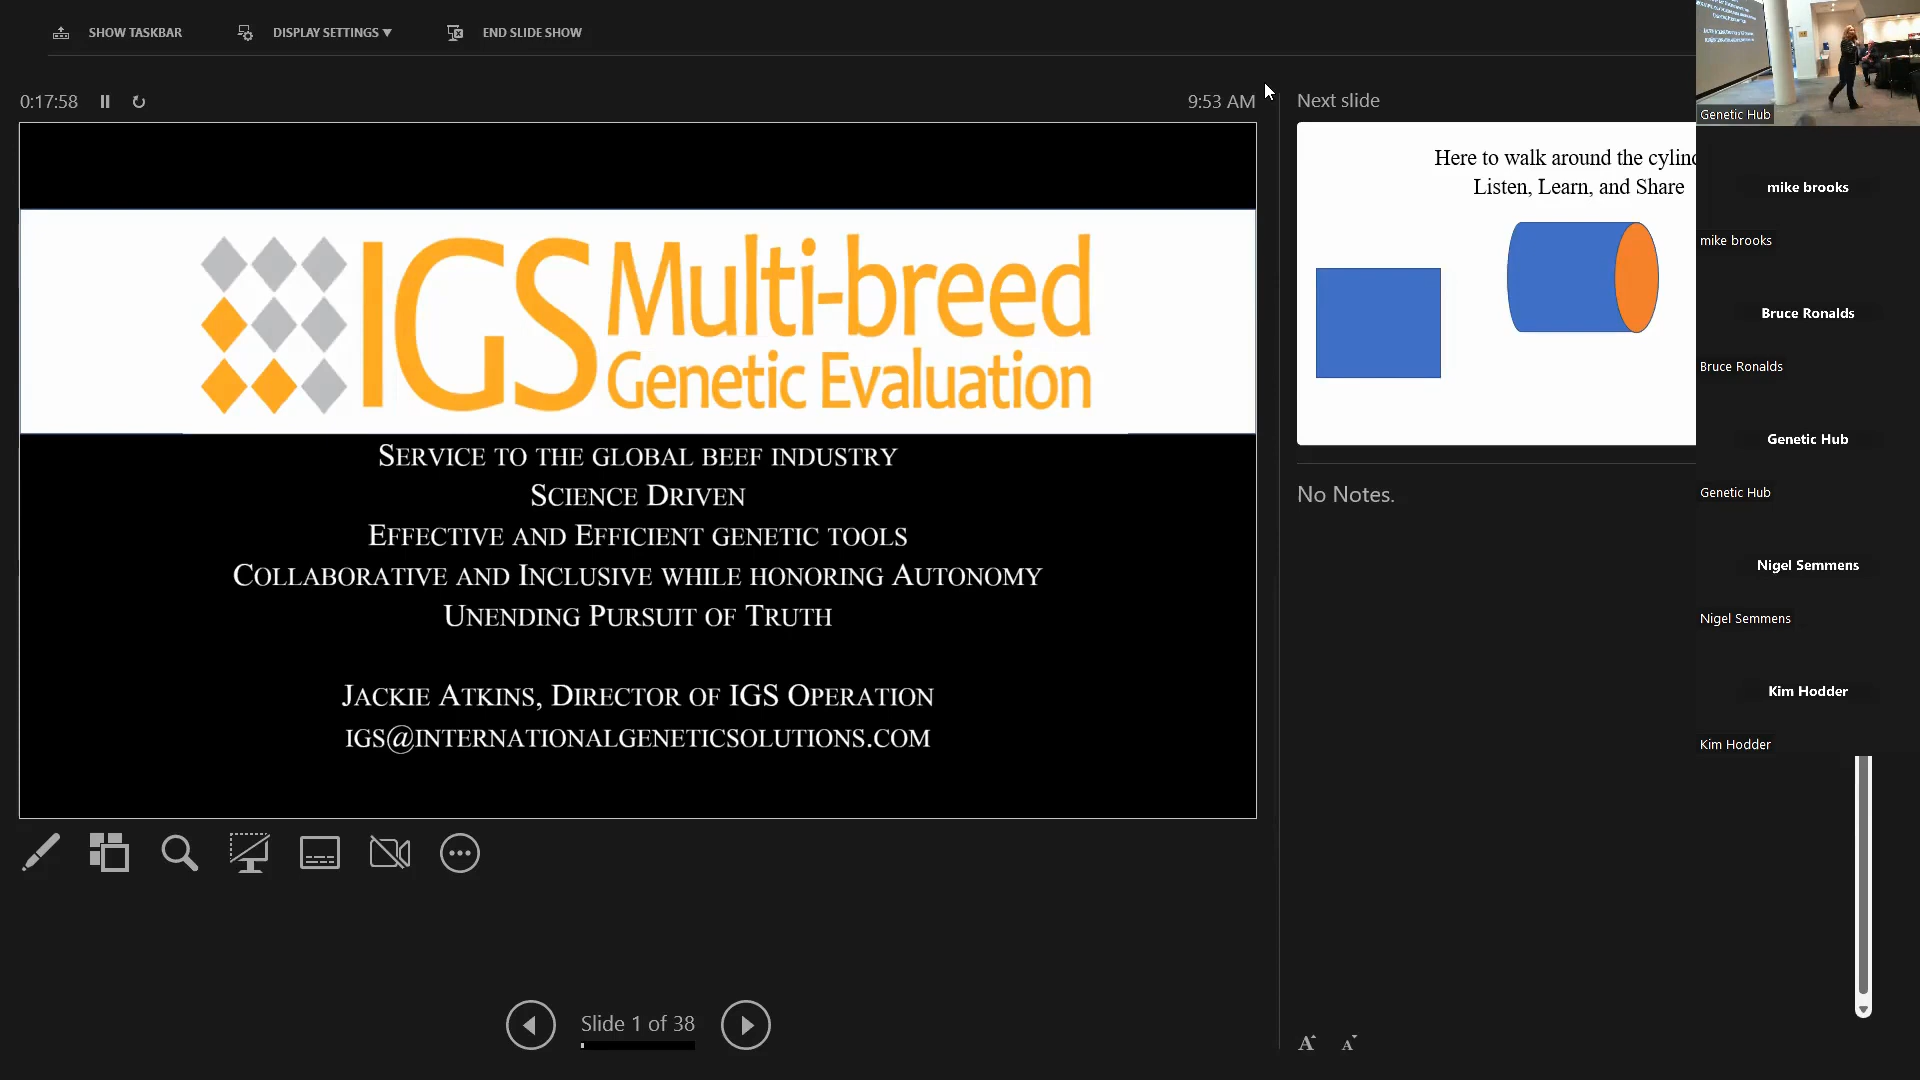 SHOW TASKBAR
DISPLAY SETTINGS ▼
END SLIDE SHOW
0:17:58
9:53 AM
IGS Multi-breed
Genetic Evaluation
SERVICE TO THE GLOBAL BEEF INDUSTRY
SCIENCE DRIVEN
EFFECTIVE AND EFFICIENT GENETIC TOOLS
COLLABORATIVE AND INCLUSIVE WHILE HONORING AUTONOMY
UNENDING PURSUIT OF TRUTH
JACKIE ATKINS, DIRECTOR OF IGS OPERATION
IGS@INTERNATIONALGENETICSOLUTIONS.COM
Slide 1 of 38
Next slide
Here to walk around the cylin
Listen, Learn, and Share
No Notes.
A A
Genetic Hub
mike brooks
mike brooks
Bruce Ronalds
Bruce Ronalds
Genetic Hub
Genetic Hub
Nigel Semmens
Nigel Semmens
Kim Hodder
Kim Hodder